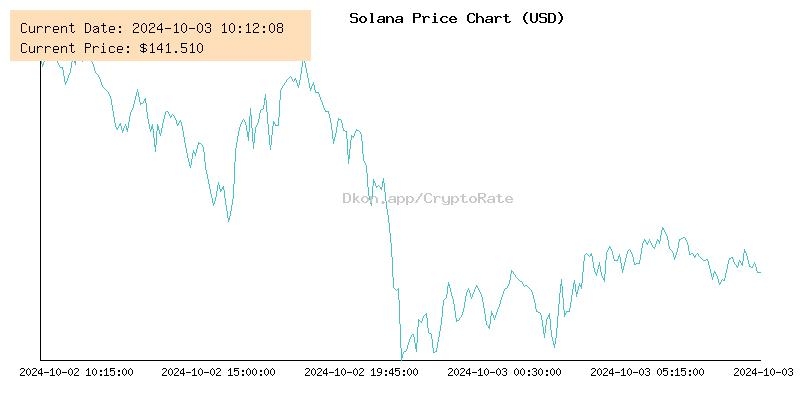 Solana Price Chart (USD)
Current Date: 2024-10-03 10:12:08
Current Price: $141.510
Dkon.app/CryptoRate
2024-10-02 10:15:00 2024-10-02 15:00:00 2024-10-02 19:45:00 2024-10-03 00:30:00 2024-10-03 05:15:00 2024-10-03